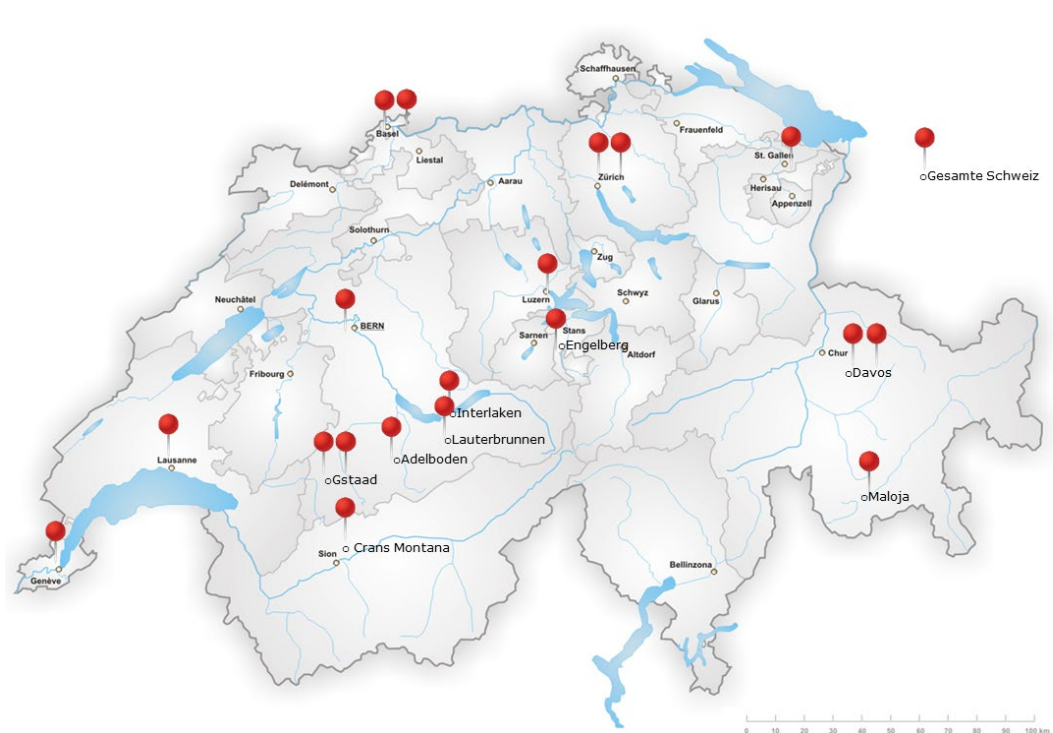 Schaffhausen
Basel
Frauenfeld
Liestal
St. Gallen
Zürich
Gesamte Schweiz
Delémont
Aarau
Herisau
Appenzell
Solothurn
Zug
Neuchâtel
Luzern
Schwyz
Glarus
BERN
Stans
Sarnen
Engelberg
Altdorf
Chur
Fribourg
Davos
Interlaken
Lauterbrunnen
Lausanne
Adelboden
Gstaad
Maloja
Crans Montana
Sion
Bellinzona
Genève
0 10 20 30 40 50 60 70 80 90 100 km